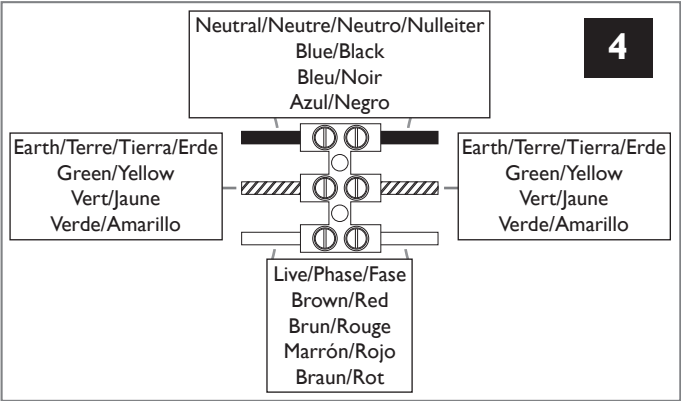 Neutral/Neutre/Neutro/Nulleiter
Blue/Black
Bleu/Noir
Azul/Negro
4
Earth/Terre/Tierra/Erde
Green/Yellow
Vert/Jaune
Verde/Amarillo
Earth/Terre/Tierra/Erde
Green/Yellow
Vert/Jaune
Verde/Amarillo
Live/Phase/Fase
Brown/Red
Brun/Rouge
Marrón/Rojo
Braun/Rot